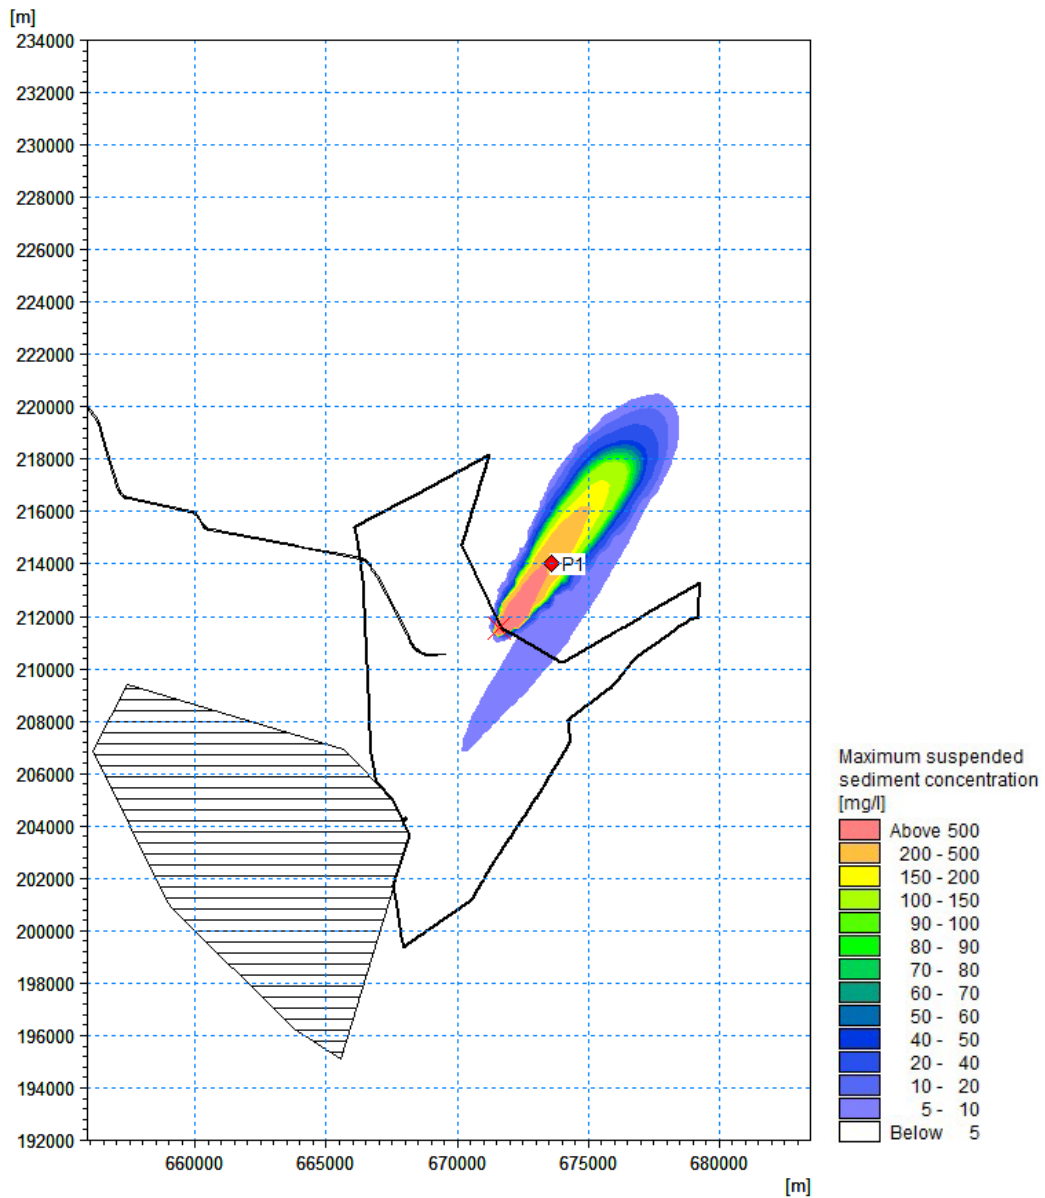 [m]
234000
232000
230000
228000
226000
224000
222000
220000
218000
216000
214000
212000
210000
208000
206000
204000
202000
200000
198000
196000
194000
192000
P1
660000 665000 670000 675000 680000
[m]
Maximum suspended
sediment concentration
[mg/l]
Above 500
200 - 500
150 - 200
100 - 150
90 - 100
80 - 90
70 - 80
60 - 70
50 - 60
40 - 50
20 - 40
10 - 20
5 - 10
Below 5